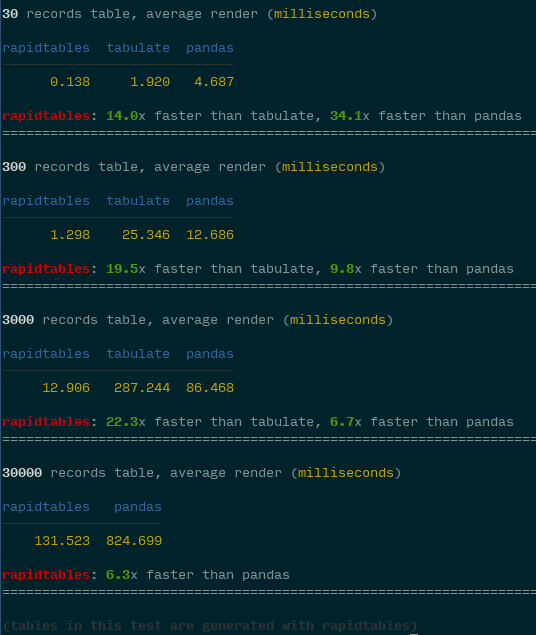 30 records table, average render (milliseconds)
rapidtables  tabulate  pandas
-----------------------------
      0.138     1.920   4.687
rapidtables: 14.0x faster than tabulate, 34.1x faster than pandas
===================================================================
300 records table, average render (milliseconds)
rapidtables  tabulate  pandas
-----------------------------
      1.298    25.346  12.686
rapidtables: 19.5x faster than tabulate, 9.8x faster than pandas
===================================================================
3000 records table, average render (milliseconds)
rapidtables  tabulate  pandas
-----------------------------
     12.906   287.244  86.468
rapidtables: 22.3x faster than tabulate, 6.7x faster than pandas
===================================================================
30000 records table, average render (milliseconds)
rapidtables   pandas
--------------------
    131.523  824.699
rapidtables: 6.3x faster than pandas
===================================================================
(tables in this test are generated with rapidtables)